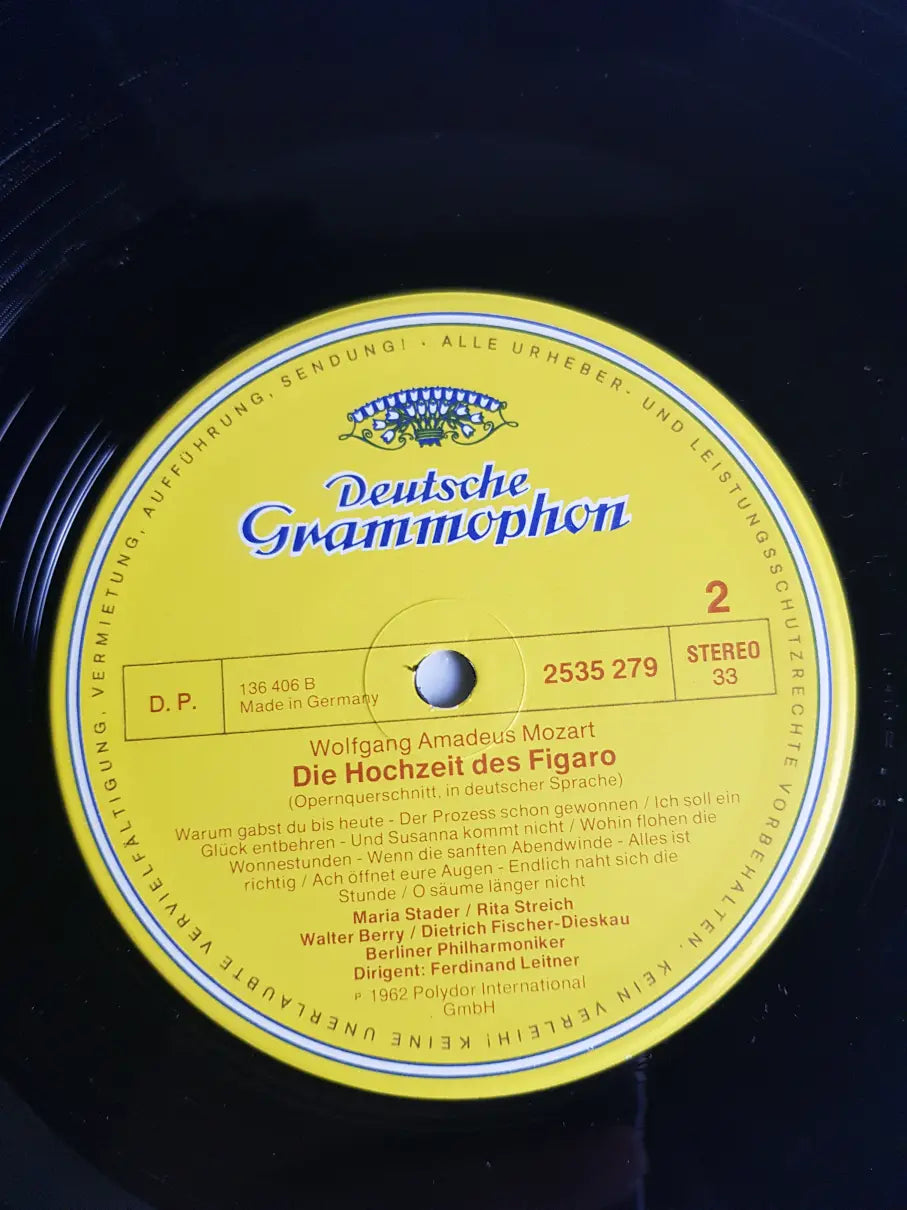 ALLE URHEBER- UND LEISTUNGSSCHUTZRECHTE VORBEHALTEN. KEIN VERLEIH! KEINE UNERLAUBTE VERVIELFÄLTIGUNG, VERMIETUNG, AUFFÜHRUNG, SENDUNG! ·
Deutsche
Grammophon
2
D. P.
136 406 B
Made in Germany
2535 279
STEREO
33
Wolfgang Amadeus Mozart
Die Hochzeit des Figaro
(Opernquerschnitt, in deutscher Sprache)
Warum gabst du bis heute - Der Prozess schon gewonnen / Ich soll ein
Glück entbehren - Und Susanna kommt nicht / Wohin flohen die
Wonnestunden - Wenn die sanften Abendwinde - Alles ist
richtig / Ach öffnet eure Augen - Endlich naht sich die
Stunde / O säume länger nicht
Maria Stader / Rita Streich
Walter Berry / Dietrich Fischer-Dieskau
Berliner Philharmoniker
Dirigent: Ferdinand Leitner
P 1962 Polydor International
GmbH